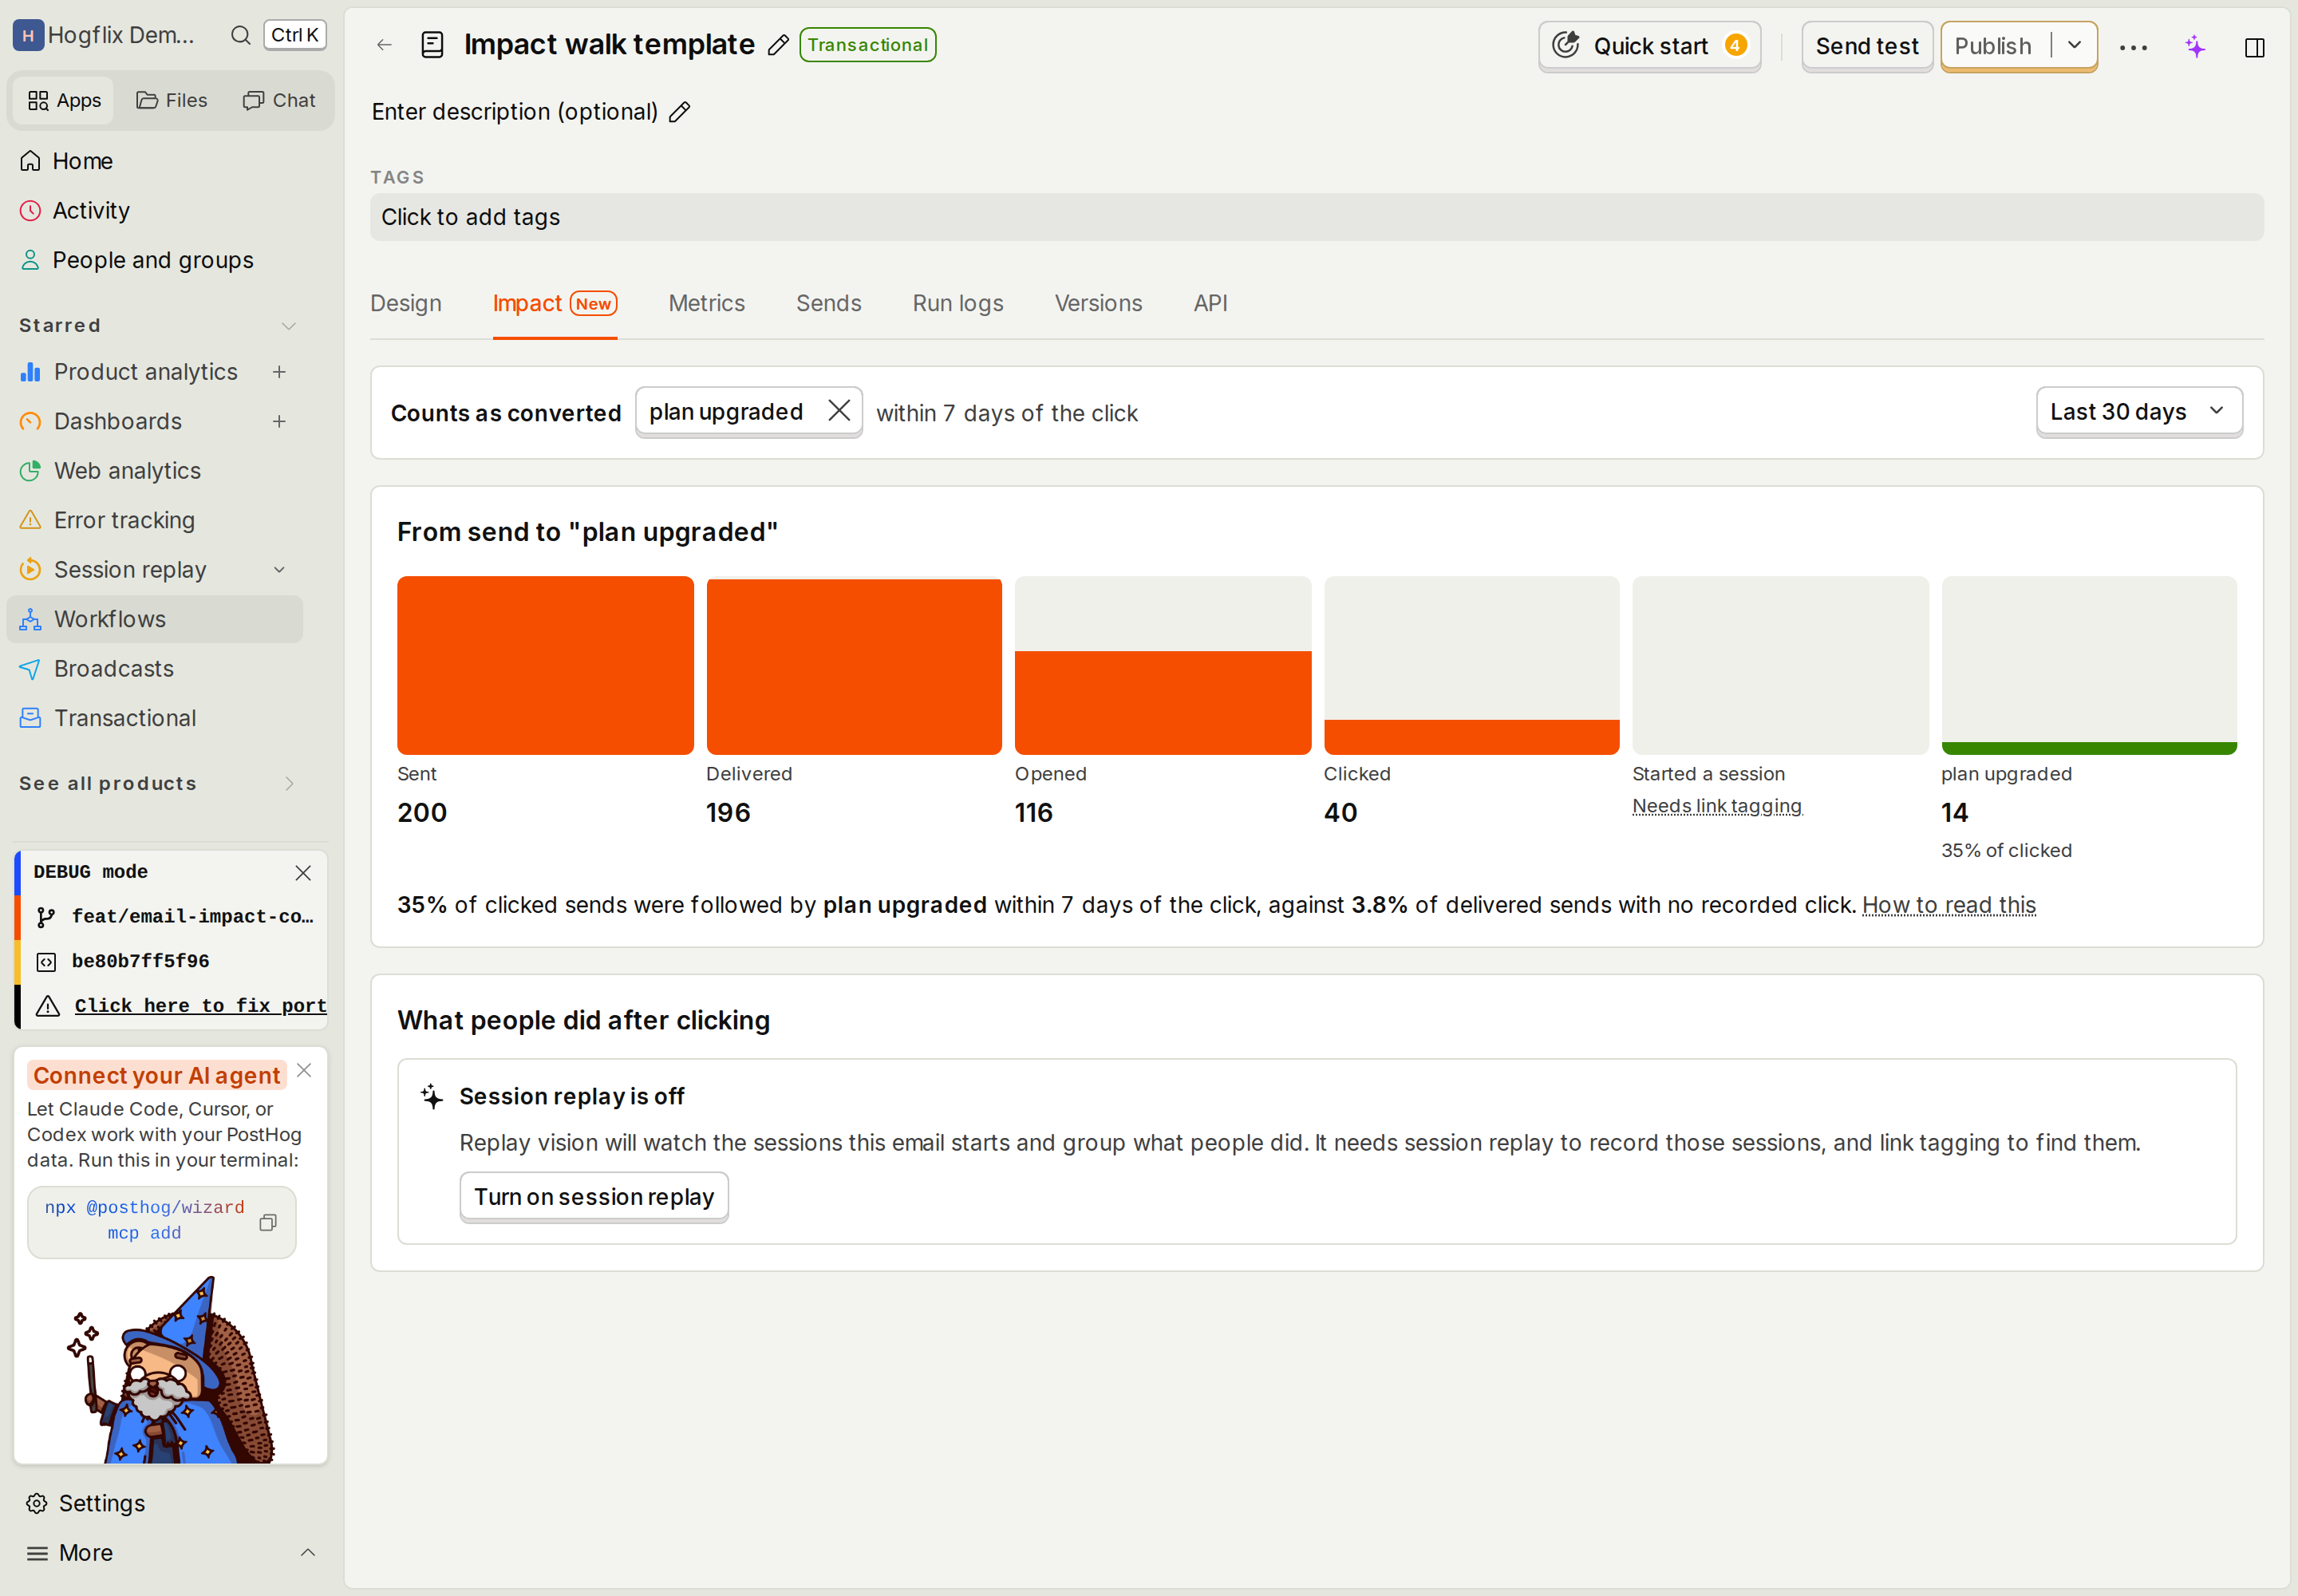 H Hogflix Dem... Ctrl K
Apps Files Chat
Home
Activity
People and groups
Starred
Product analytics
Dashboards
Web analytics
Error tracking
Session replay
Workflows
Broadcasts
Transactional
See all products
DEBUG mode
feat/email-impact-co...
be80b7ff5f96
Click here to fix port
Connect your AI agent
Let Claude Code, Cursor, or
Codex work with your PostHog
data. Run this in your terminal:
npx @posthog/wizard
mcp add
Settings
More
Impact walk template Transactional
Quick start 4 Send test Publish
Enter description (optional)
TAGS
Click to add tags
Design Impact New Metrics Sends Run logs Versions API
Counts as converted plan upgraded within 7 days of the click Last 30 days
From send to "plan upgraded"
Sent Delivered Opened Clicked Started a session plan upgraded
200 196 116 40 Needs link tagging 14
35% of clicked
35% of clicked sends were followed by plan upgraded within 7 days of the click, against 3.8% of delivered sends with no recorded click. How to read this
What people did after clicking
Session replay is off
Replay vision will watch the sessions this email starts and group what people did. It needs session replay to record those sessions, and link tagging to find them.
Turn on session replay